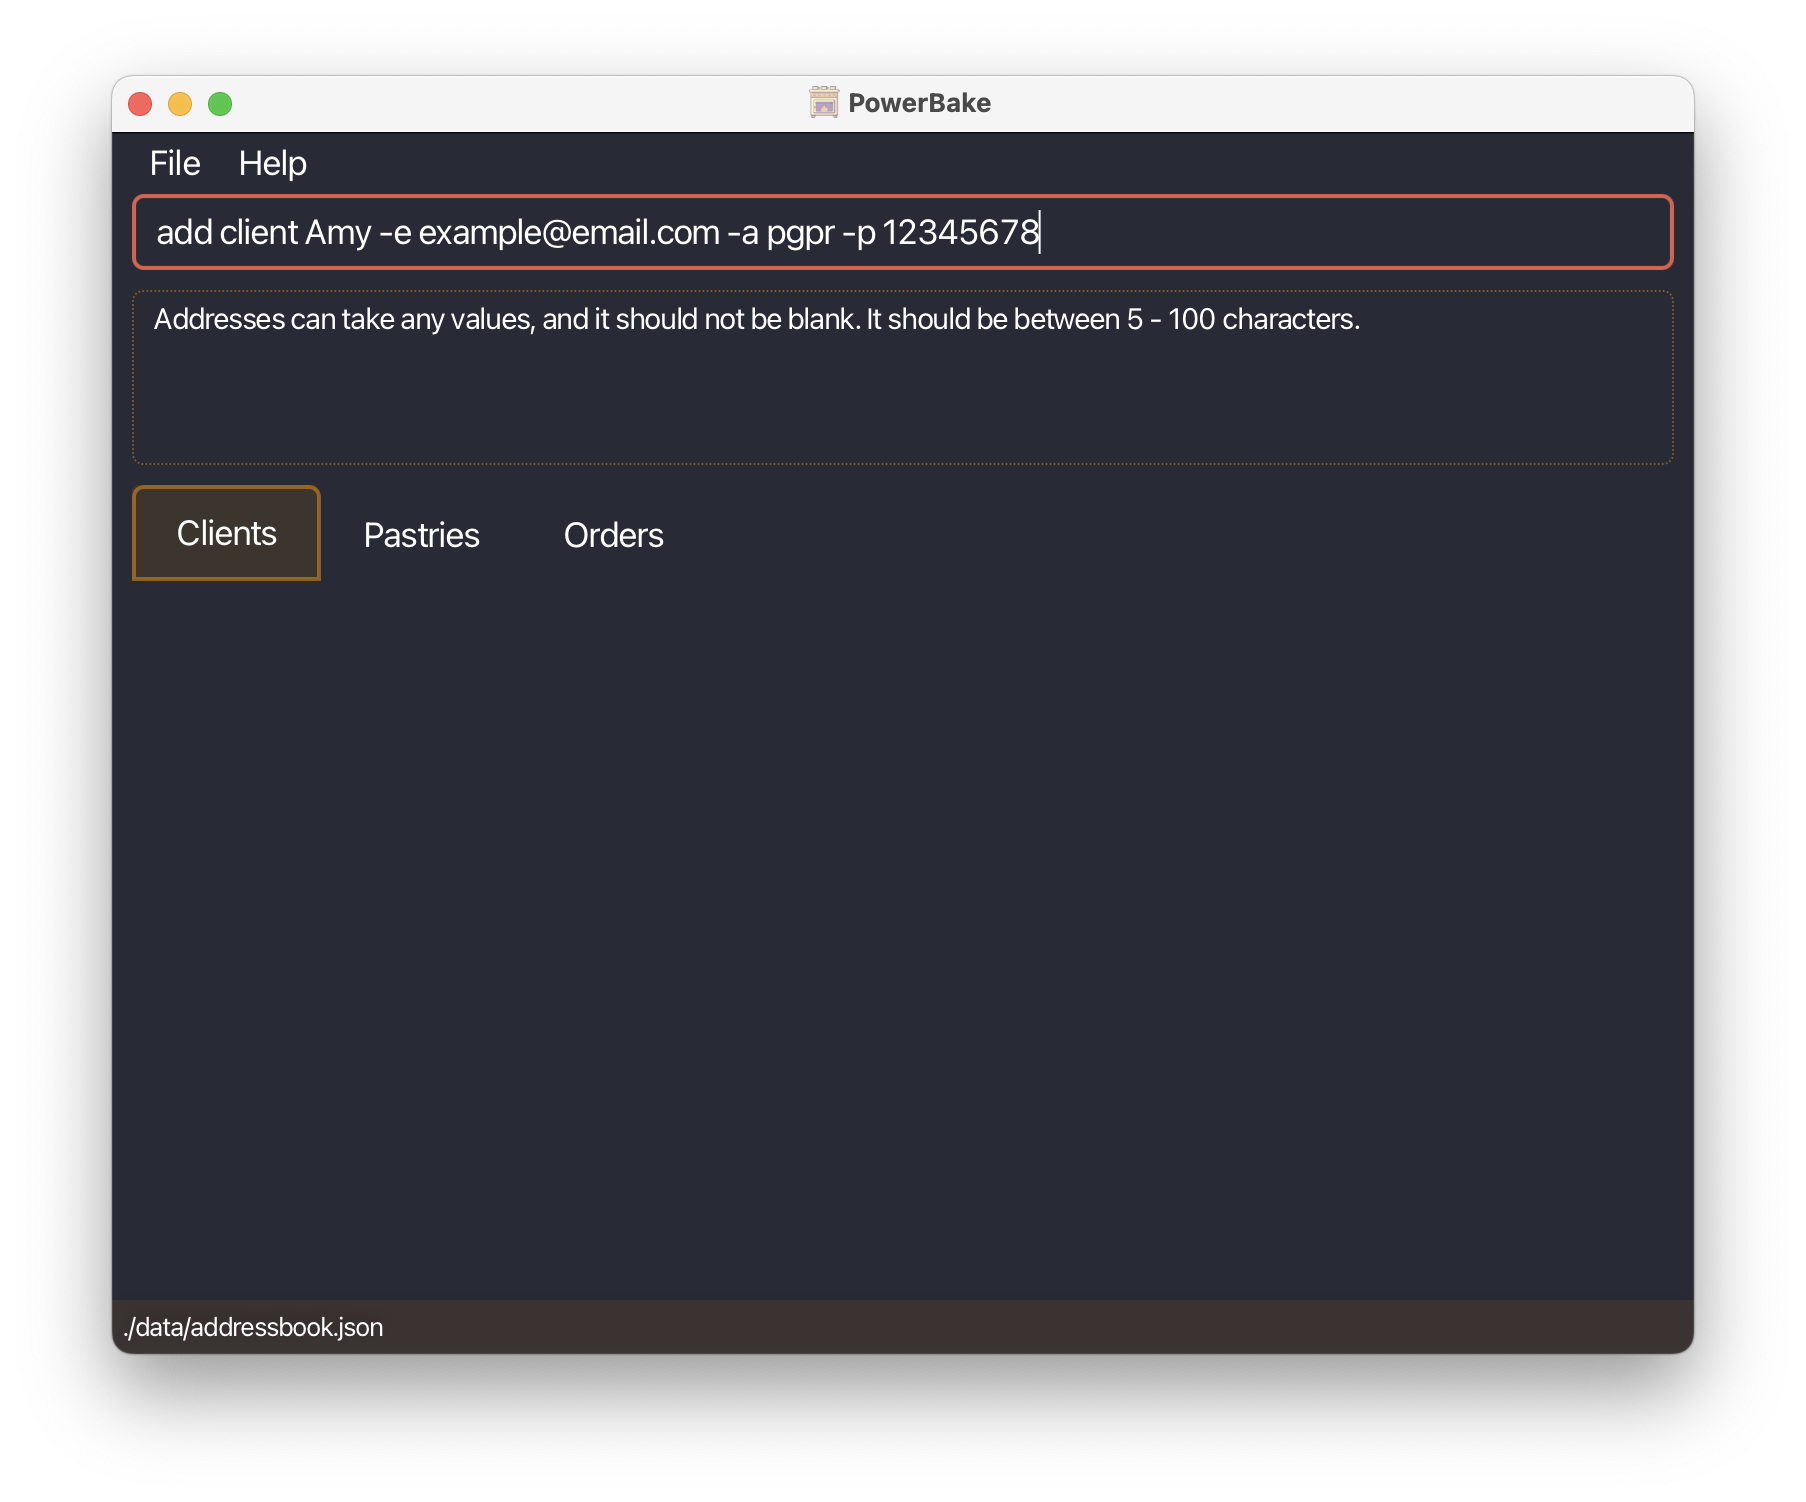 PowerBake
File Help
add client Amy -e example@email.com -a pgpr -p 12345678
Addresses can take any values, and it should not be blank. It should be between 5 - 100 characters.
Clients Pastries Orders
./data/addressbook.json